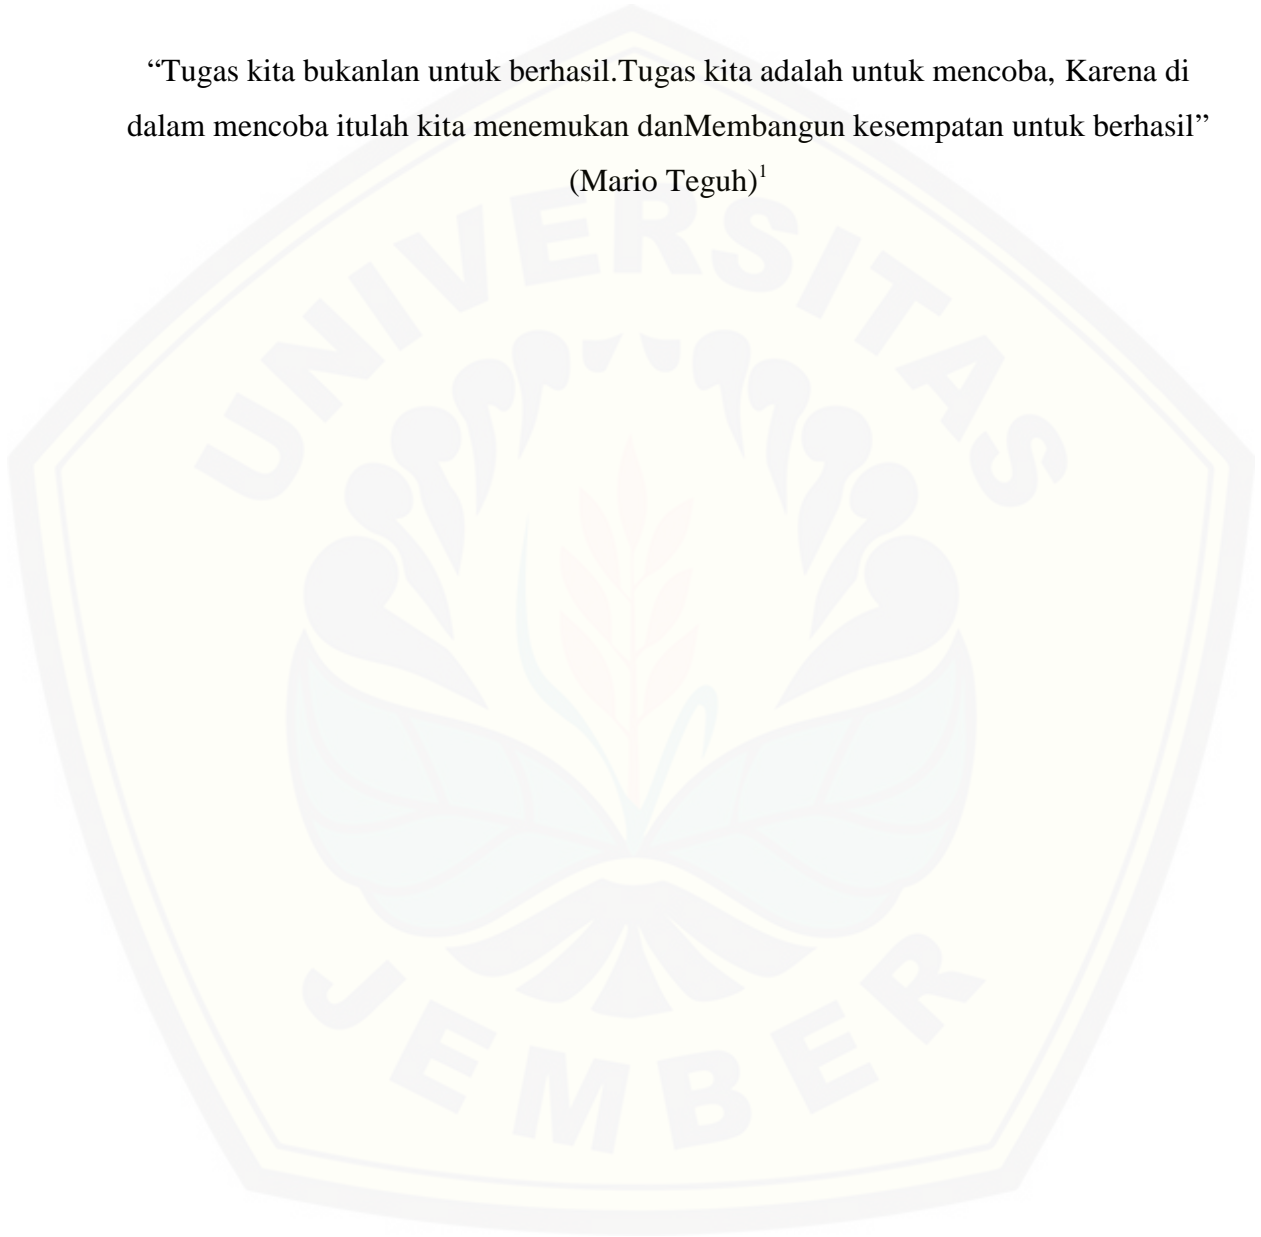 “Tugas kita bukanlan untuk berhasil.Tugas kita adalah untuk mencoba, Karena di
dalam mencoba itulah kita menemukan danMembangun kesempatan untuk berhasil”
(Mario Teguh)1
UNIVERSITAS
JEMBER